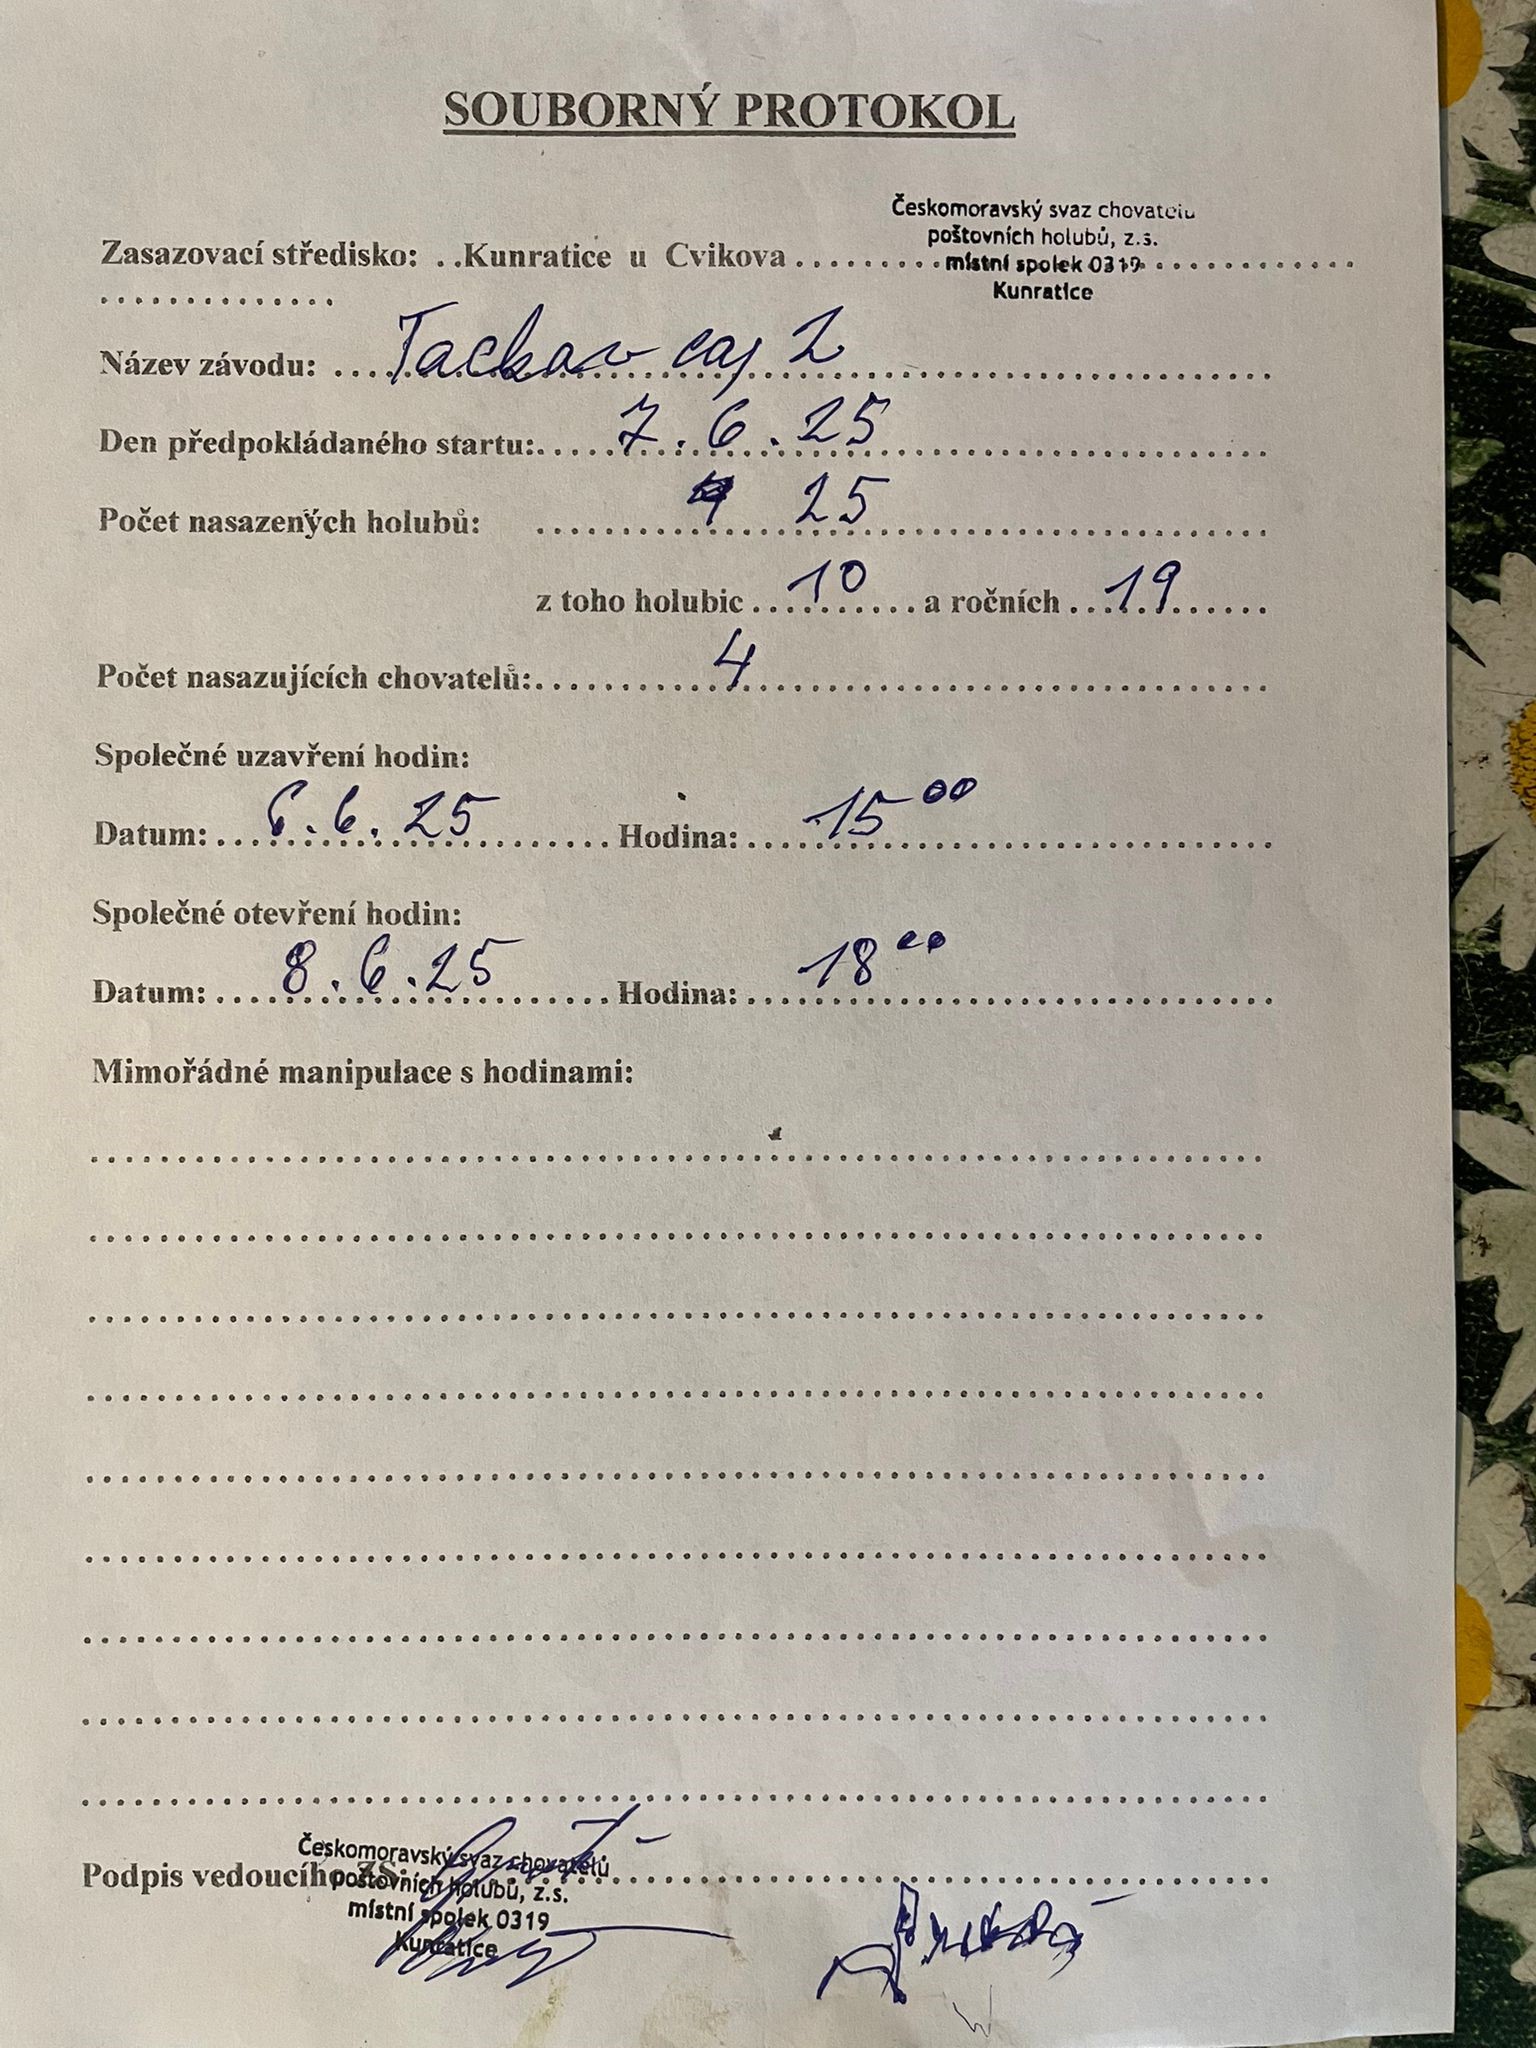 SOUBORNÝ PROTOKOL
Českomoravský svaz chovatelů
poštovních holubů, z.s.
místní spolek 0319
Kunratice
Zasazovací středisko: ..Kunratice u Cvikova
Název závodu: Tachov 2
Den předpokládaného startu: 7.6.25
Počet nasazených holubů: 25
z toho holubic 10 a ročních 19
Počet nasazujících chovatelů: 4
Společné uzavření hodin:
Datum: 6.6.25 Hodina: 15 00
Společné otevření hodin:
Datum: 8.6.25 Hodina: 18 00
Mimořádné manipulace s hodinami:
Podpis vedoucího ZS:
Českomoravský svaz chovatelů
poštovních holubů, z.s.
místní spolek 0319
Kunratice